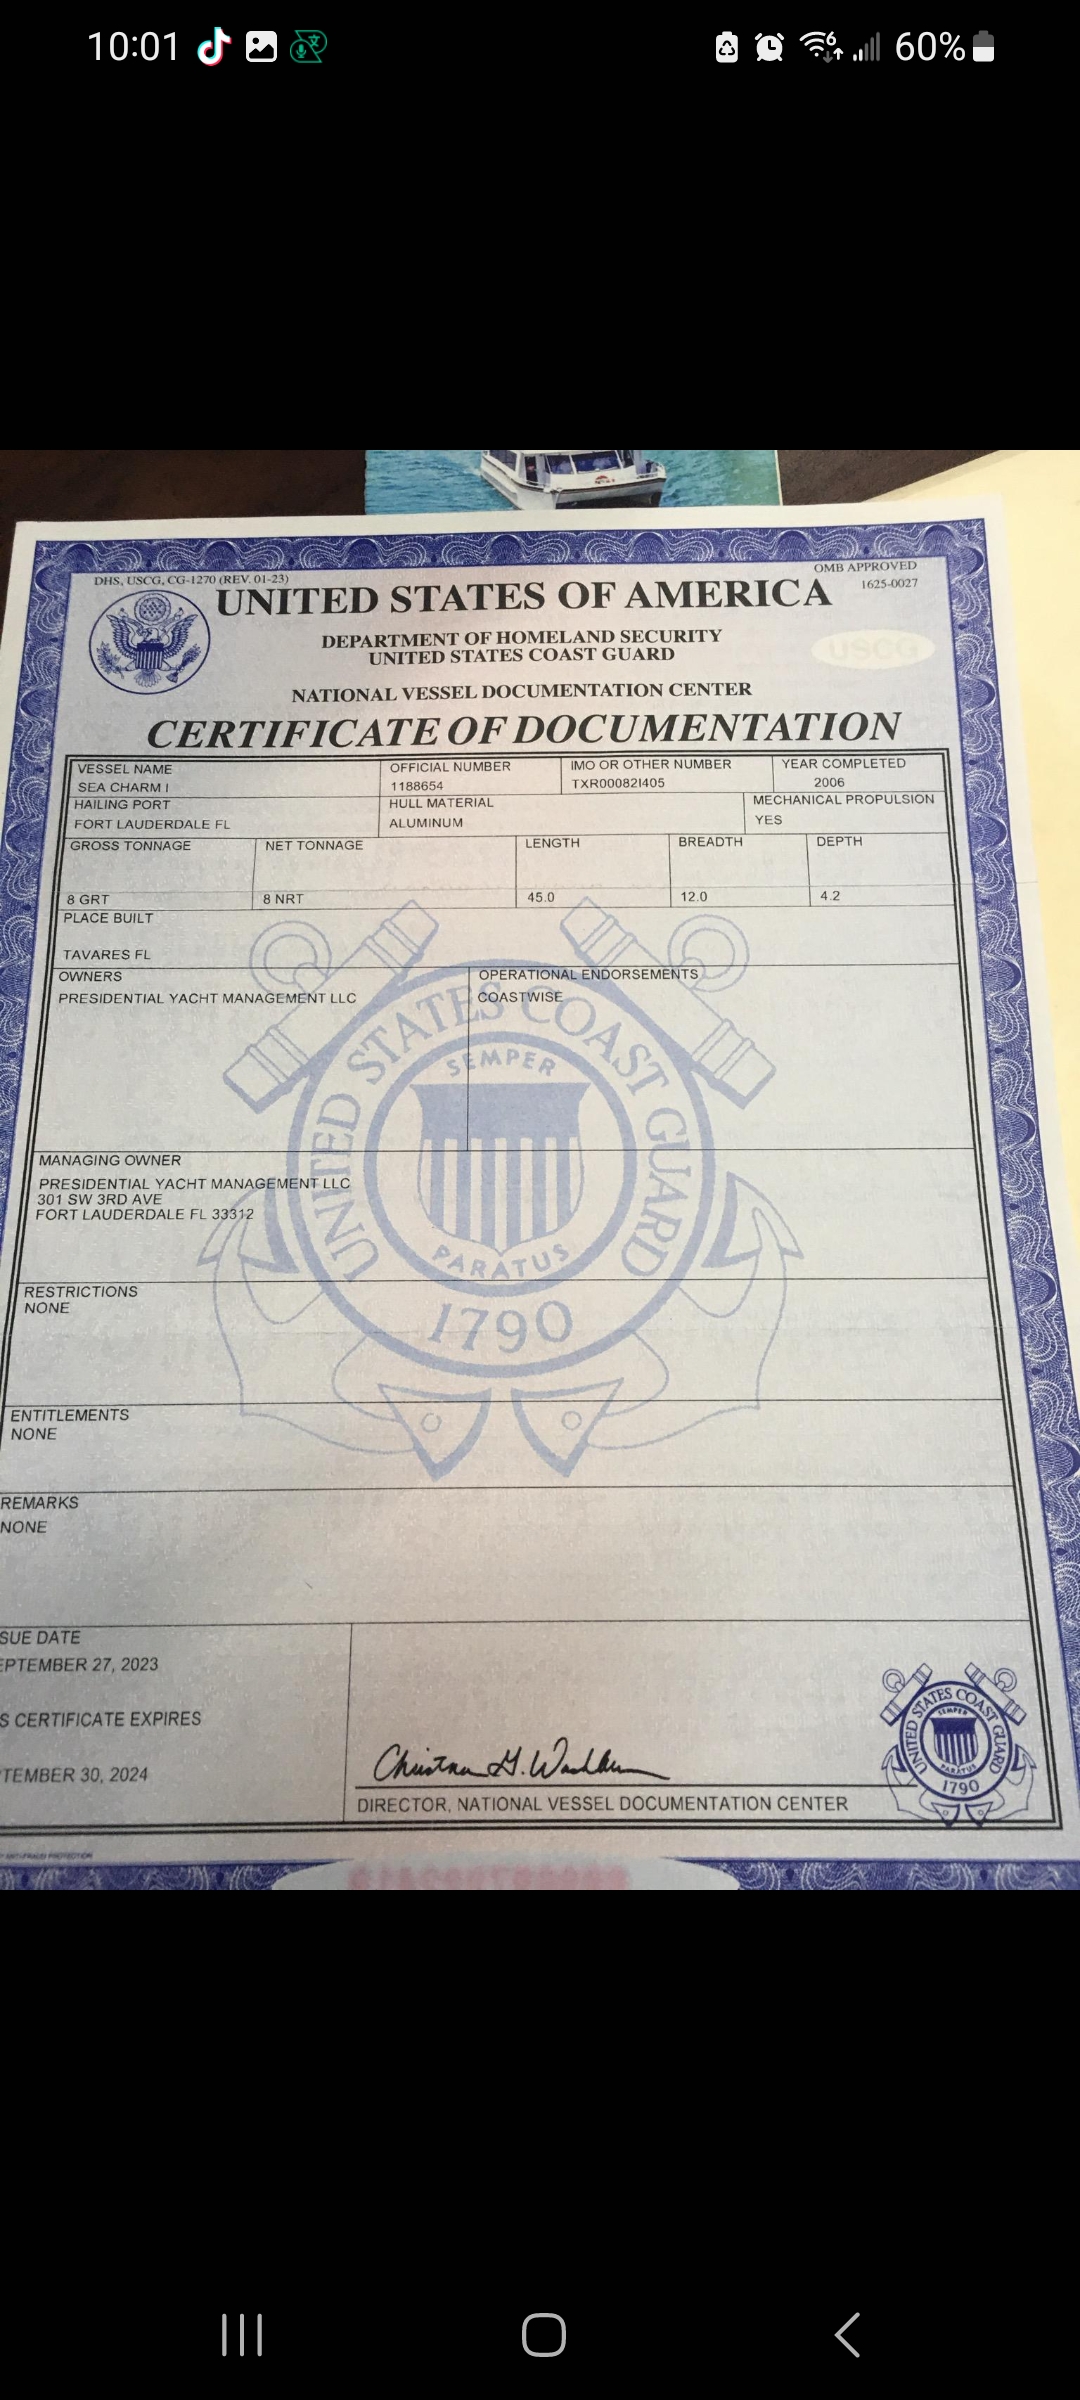 10:01
6
60%
DHS, USCG, CG-1270 (REV. 01-23)
OMB APPROVED
1625-0027
UNITED STATES OF AMERICA
DEPARTMENT OF HOMELAND SECURITY
UNITED STATES COAST GUARD
USCG
NATIONAL VESSEL DOCUMENTATION CENTER
CERTIFICATE OF DOCUMENTATION
VESSEL NAME OFFICIAL NUMBER IMO OR OTHER NUMBER YEAR COMPLETED
SEA CHARM I 1188654 TXR00082I405 2006
HAILING PORT HULL MATERIAL MECHANICAL PROPULSION
FORT LAUDERDALE FL ALUMINUM YES
GROSS TONNAGE NET TONNAGE LENGTH BREADTH DEPTH
8 GRT 8 NRT 45.0 12.0 4.2
PLACE BUILT
TAVARES FL
OWNERS OPERATIONAL ENDORSEMENTS
PRESIDENTIAL YACHT MANAGEMENT LLC COASTWISE
UNITED STATES COAST GUARD
SEMPER
PARATUS
1790
MANAGING OWNER
PRESIDENTIAL YACHT MANAGEMENT LLC
301 SW 3RD AVE
FORT LAUDERDALE FL 33312
RESTRICTIONS
NONE
ENTITLEMENTS
NONE
REMARKS
NONE
SUE DATE
EPTEMBER 27, 2023
S CERTIFICATE EXPIRES
TEMBER 30, 2024
DIRECTOR, NATIONAL VESSEL DOCUMENTATION CENTER
UNITED STATES COAST GUARD
SEMPER
PARATUS
1790
ANTI-FRAUD PROTECTION